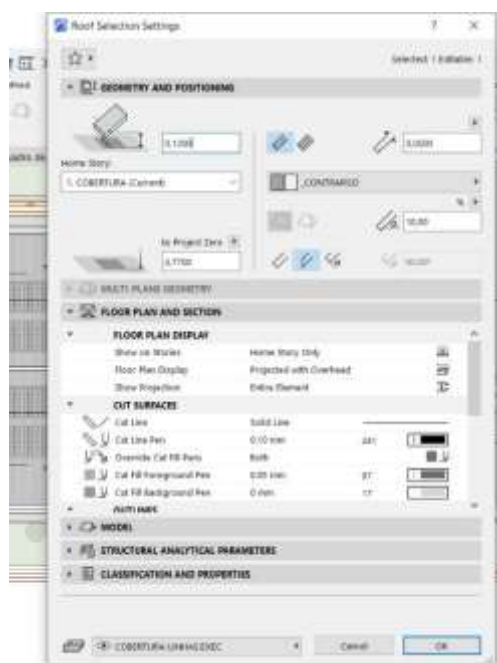 Roof Selection Settings
? ×
Selected: 1 Editable: 1
GEOMETRY AND POSITIONING
0,1200
0,0000
Home Story:
5. COBERTURA (Current)
_CONTRAPISO
%
10,00
to Project Zero
MULTI-PLANE GEOMETRY
FLOOR PLAN AND SECTION
FLOOR PLAN DISPLAY
Show on Stories Home Story Only
Floor Plan Display Projected with Overhead
Show Projection Entire Element
CUT SURFACES
Cut Line Solid Line
Cut Line Pen 0.10 mm
Override Cut Fill Pens Both
Cut Fill Foreground Pen
Cut Fill Background Pen 0 mm
OUTLINES
MODEL
STRUCTURAL ANALYTICAL PARAMETERS
CLASSIFICATION AND PROPERTIES
Cancel
OK